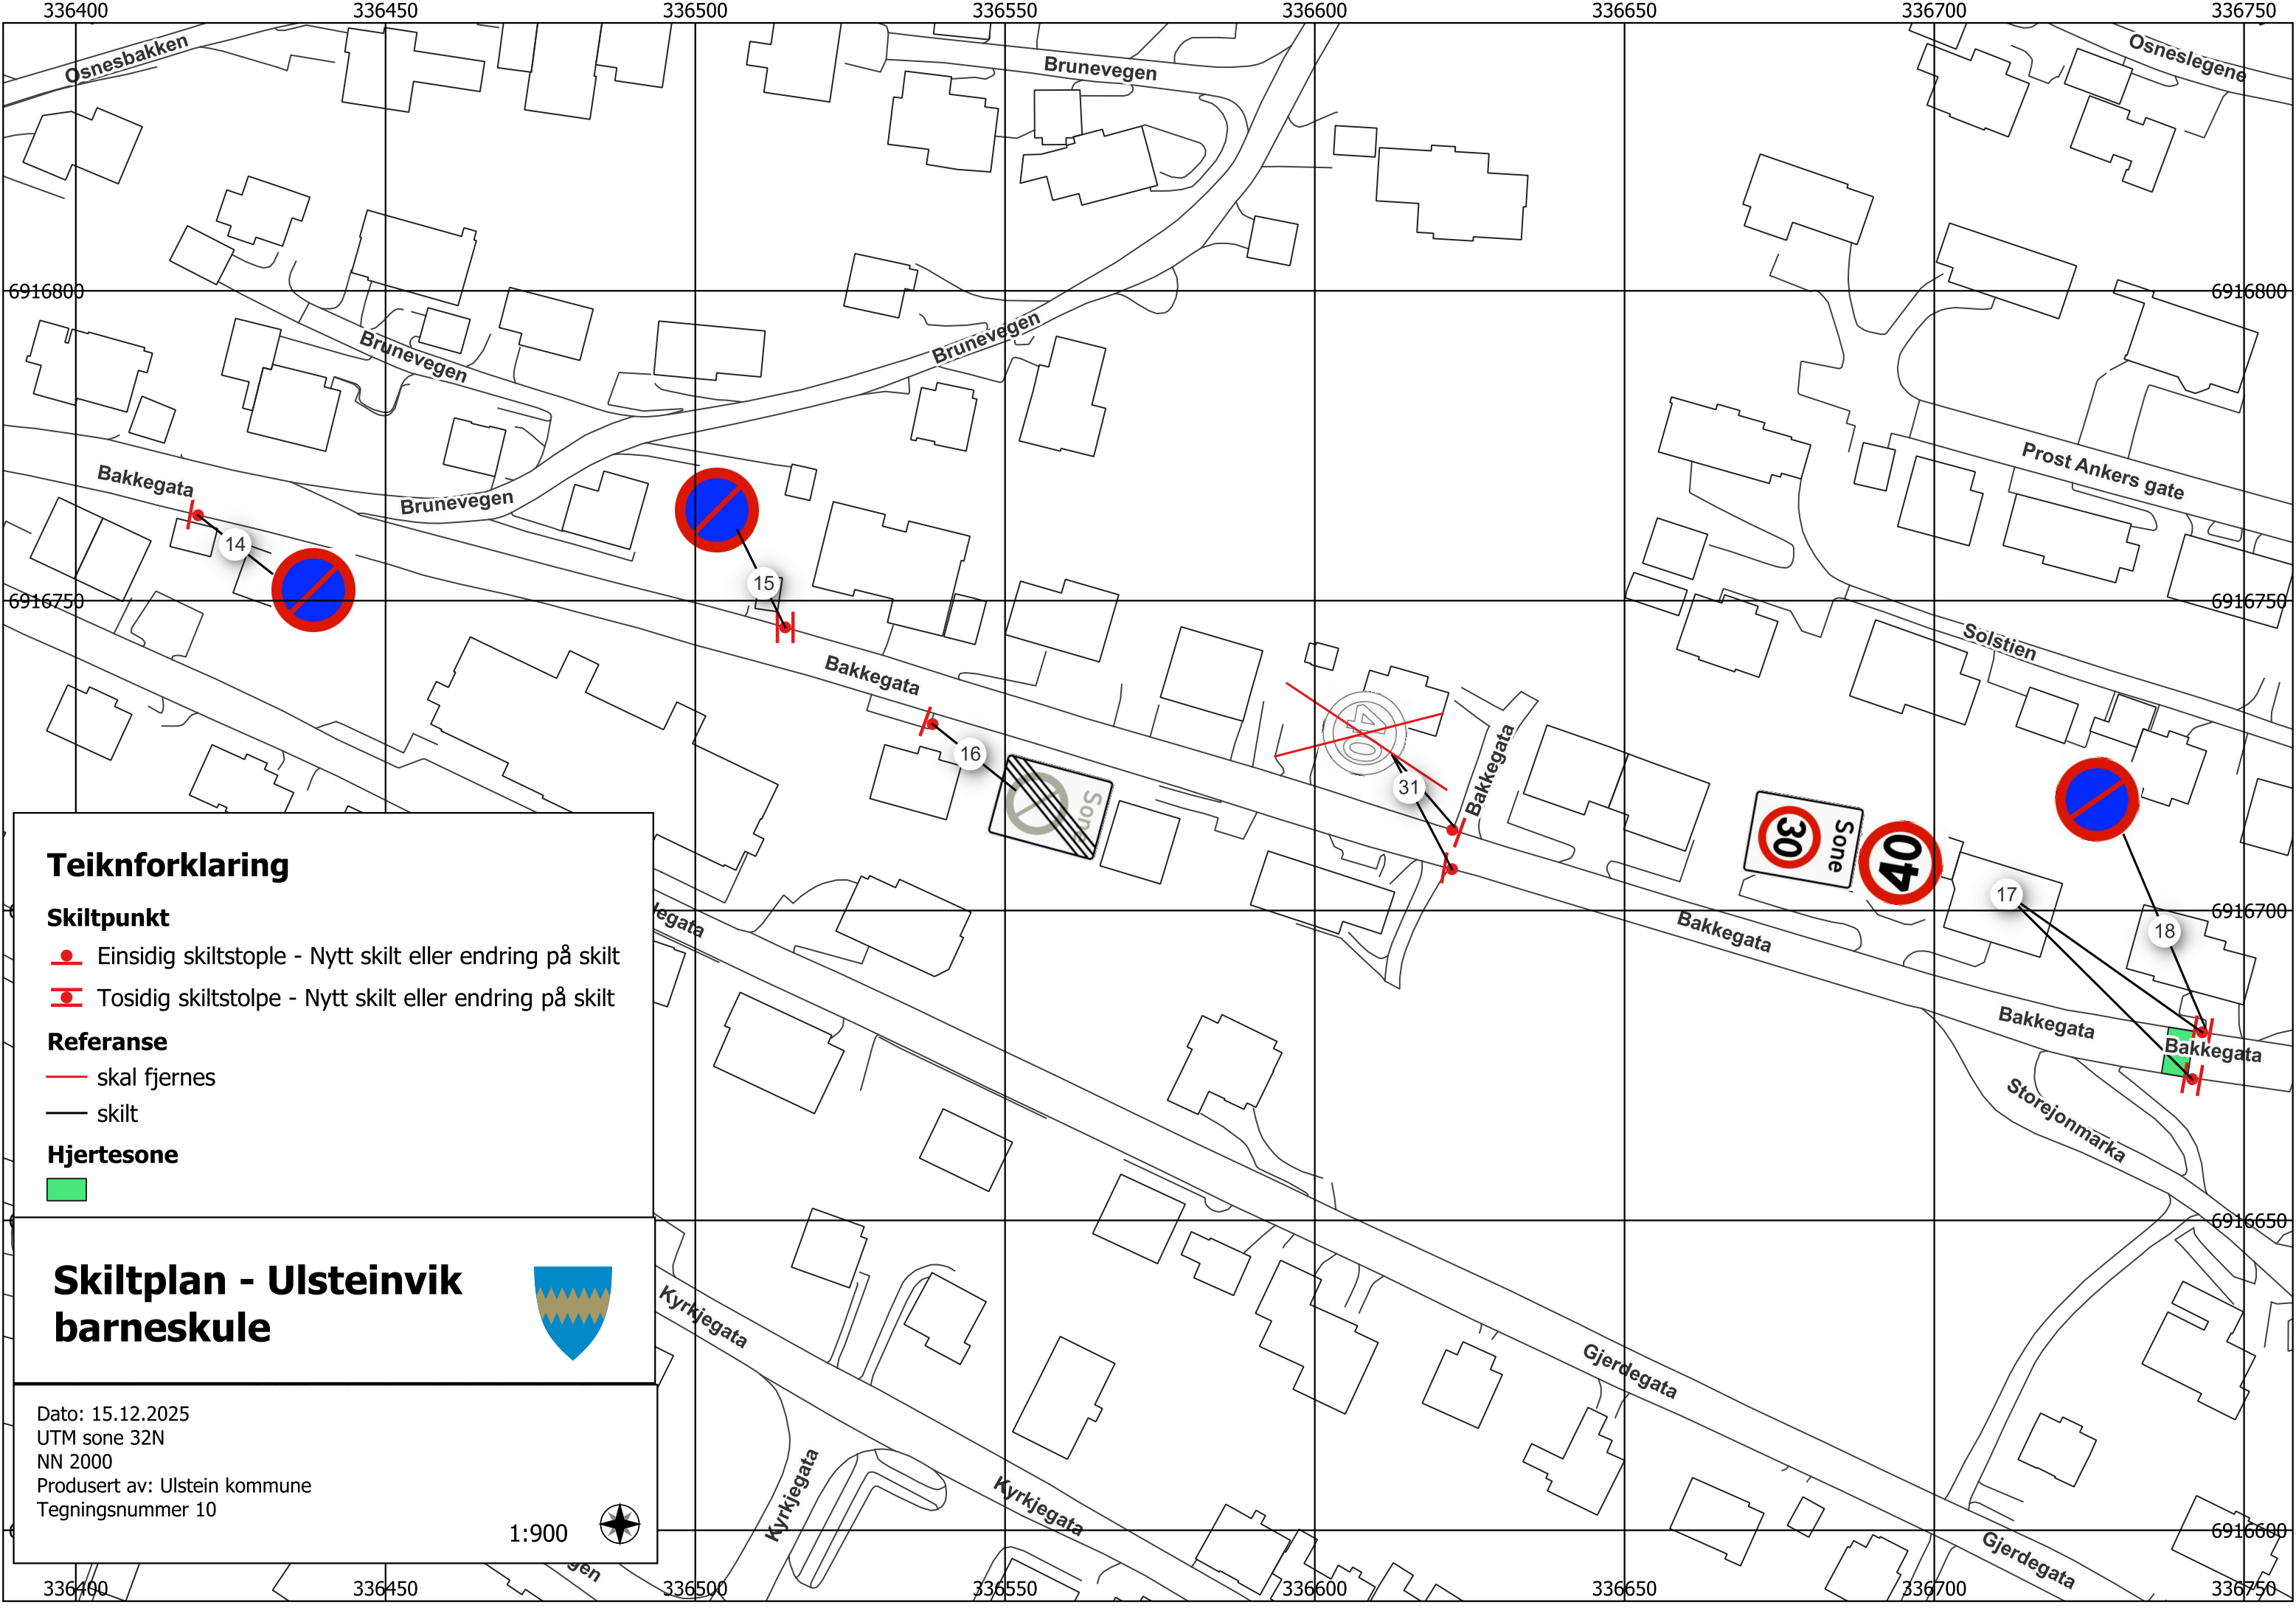 336400 336450 336500 336550 336600 336650 336700 336750
Osnesbakken
Brunevegen
Osneslegene
6916800 6916800
Brunevegen
Brunevegen
Bakkegata
Brunevegen
Prost Ankers gate
14
15
6916750 6916750
Solstien
Bakkegata
16
Sone
40
31
Bakkegata
30
Sone
40
17
18
6916700
Bakkegata
Bakkegata
Bakkegata
Storejonmarka
Teiknforklaring
Skiltpunkt
Einsidig skiltstople - Nytt skilt eller endring på skilt
Tosidig skiltstolpe - Nytt skilt eller endring på skilt
Referanse
skal fjernes
skilt
Hjertesone
6916650
Skiltplan - Ulsteinvik
barneskule
Kyrkjegata
Gjerdegata
Dato: 15.12.2025
UTM sone 32N
NN 2000
Produsert av: Ulstein kommune
Tegningsnummer 10
1:900
Kyrkjegata
Kyrkjegata
6916600
Gjerdegata
336400 336450 336500 336550 336600 336650 336700 336750